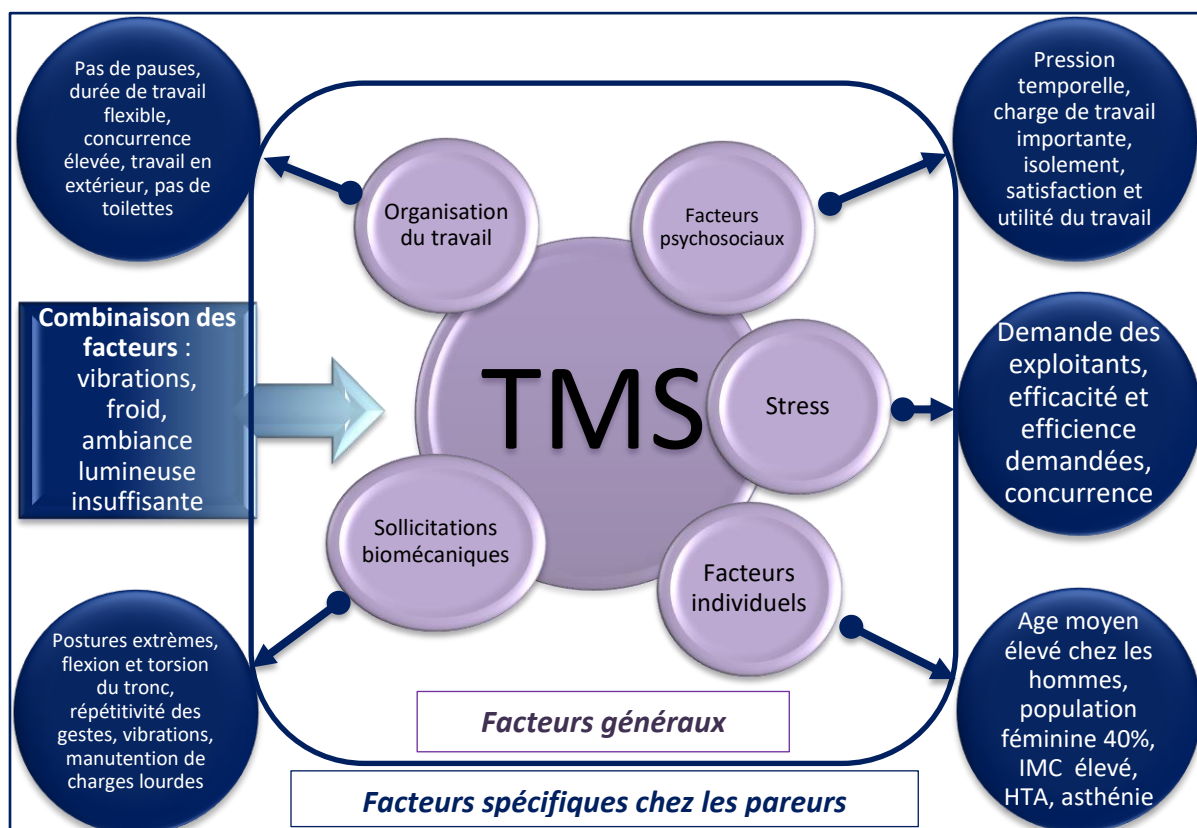 Pas de pauses,
durée de travail
flexible,
concurrence
élevée, travail en
extérieur, pas de
toilettes
Pression
temporelle,
charge de travail
importante,
isolement,
satisfaction et
utilité du travail
Organisation
du travail
Facteurs
psychosociaux
Combinaison des
facteurs :
vibrations,
froid,
ambiance
lumineuse
insuffisante
TMS
Stress
Demande des
exploitants,
efficacité et
efficience
demandées,
concurrence
Sollicitations
biomécaniques
Facteurs
individuels
Postures extrêmes,
flexion et torsion
du tronc,
répétitivité des
gestes, vibrations,
manutention de
charges lourdes
Age moyen
élevé chez les
hommes,
population
féminine 40%,
IMC élevé,
HTA, asthénie
Facteurs généraux
Facteurs spécifiques chez les pareurs